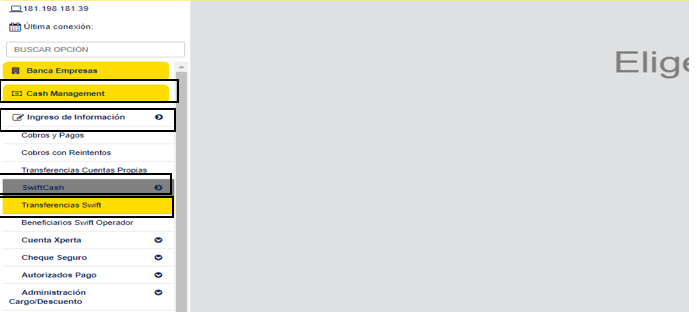 181.198.181.39
Última conexión:
BUSCAR OPCIÓN
Elige
Banca Empresas
Cash Management
Ingreso de Información
Cobros y Pagos
Cobros con Reintentos
Transferencias Cuentas Propias
SwiftCash
Transferencias Swift
Beneficiarios Swift Operador
Cuenta Xperta
Cheque Seguro
Autorizados Pago
Administración
Cargo/Descuento